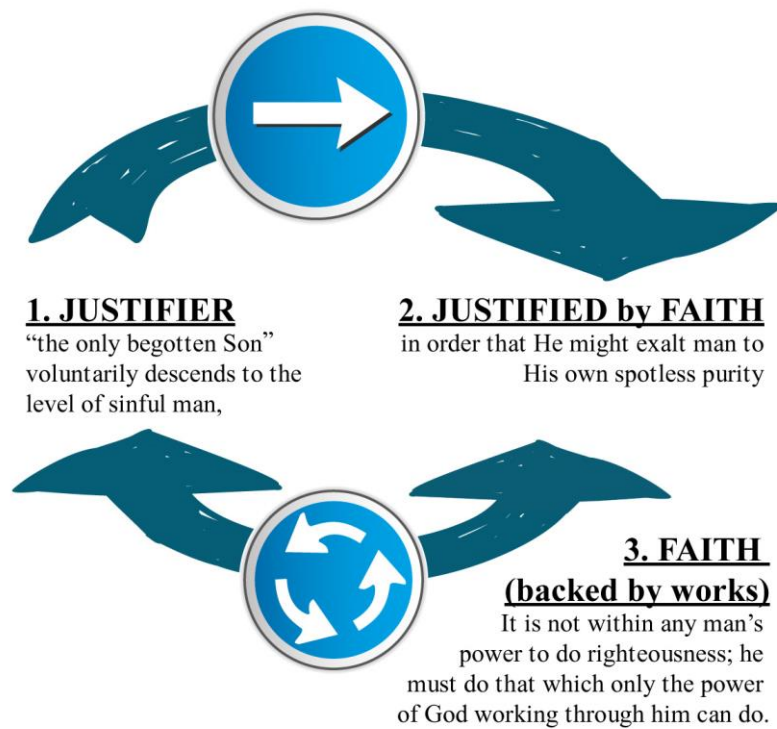 1. JUSTIFIER
“the only begotten Son”
voluntarily descends to the
level of sinful man,
2. JUSTIFIED by FAITH
in order that He might exalt man to
His own spotless purity
3. FAITH
(backed by works)
It is not within any man’s
power to do righteousness; he
must do that which only the power
of God working through him can do.